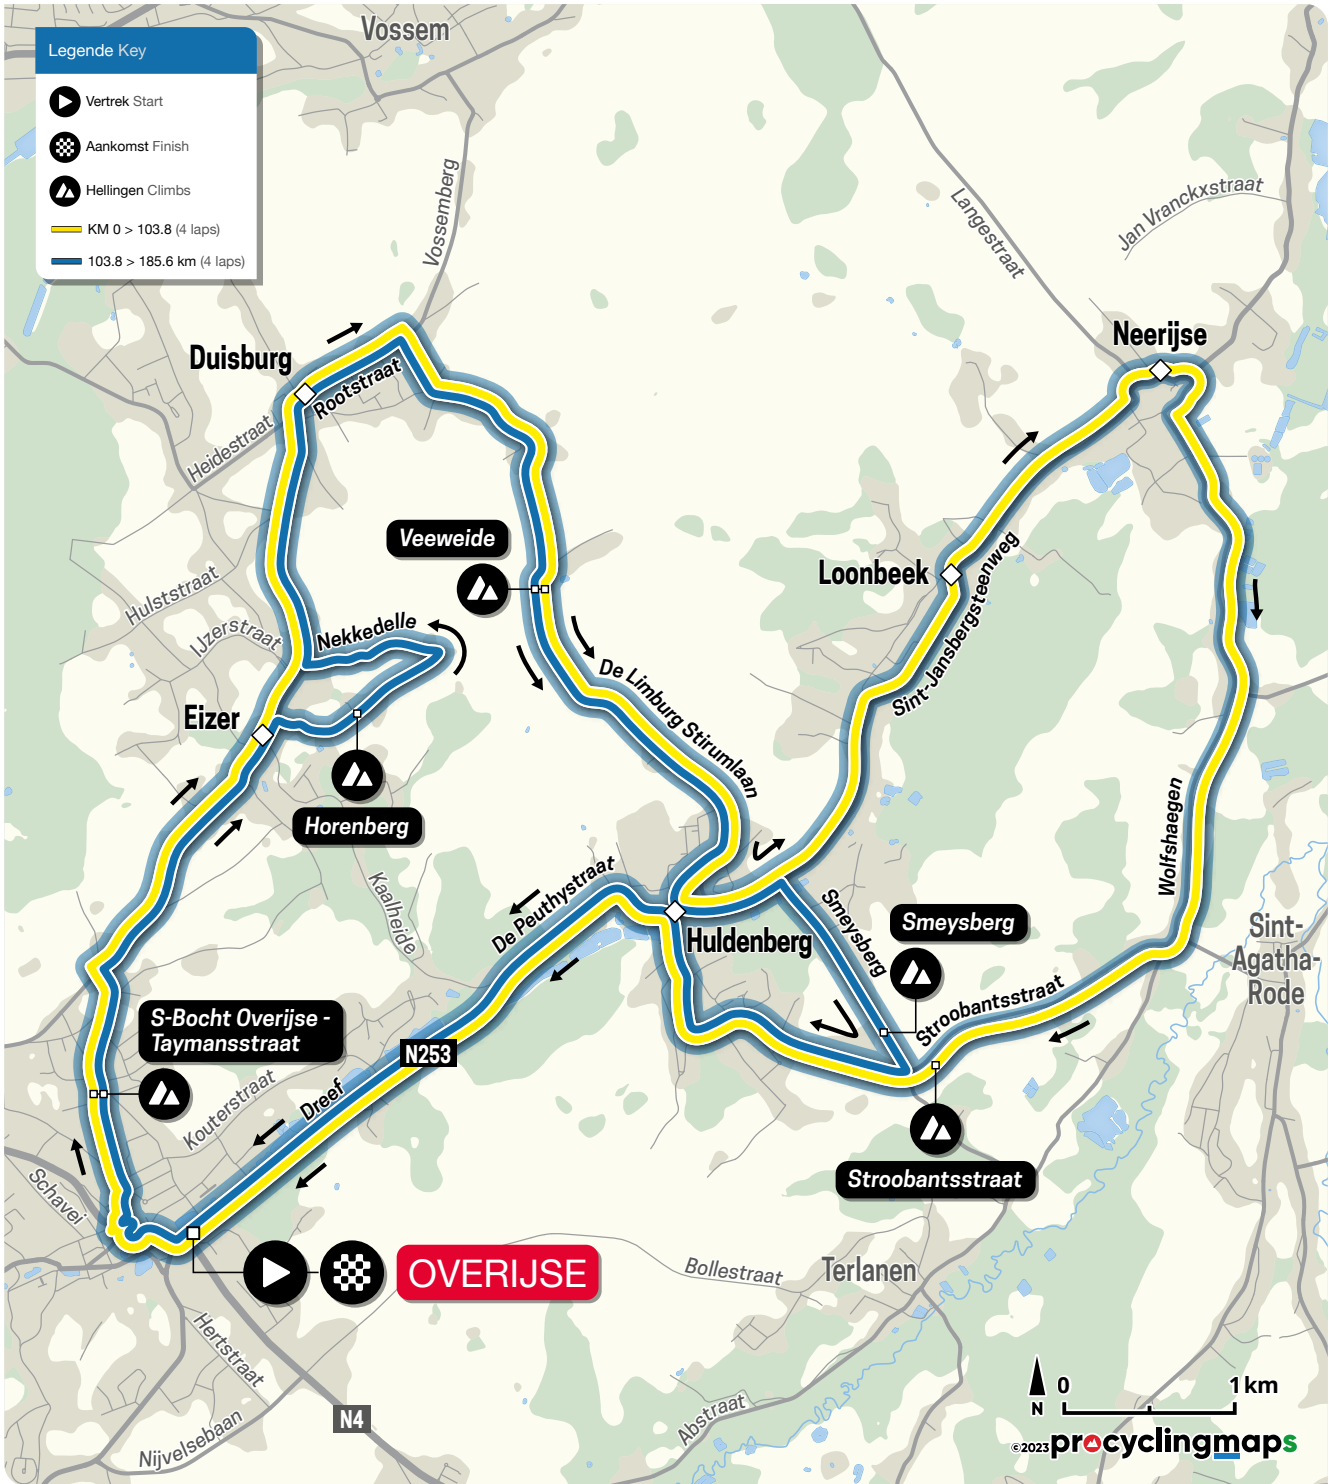 Vossem
Legende Key
Vertrek Start
Aankomst Finish
Hellingen Climbs
KM 0 > 103.8 (4 laps)
103.8 > 185.6 km (4 laps)
Vossemberg
Langestraat
Jan Vranckxstraat
Neerijse
Duisburg
Rootstraat
Heidestraat
Veeweide
Loonbeek
Sint-Jansbergsteenweg
Hulststraat
IJzerstraat
Nekkedelle
De Limburg Stirumlaan
Eizer
Horenberg
Wolfshaegen
Kaalheide
De Peuthystraat
Huldenberg
Smeysberg
Smeysberg
Sint-
Agatha-
Rode
Stroobantsstraat
S-Bocht Overijse -
Taymansstraat
N253
Dreef
Kouterstraat
Stroobantsstraat
Schavei
OVERIJSE
Bollestraat
Terlanen
Hertstraat
N4
Nijvelsebaan
Abstraat
N
0
1 km
©2023 procyclingmaps